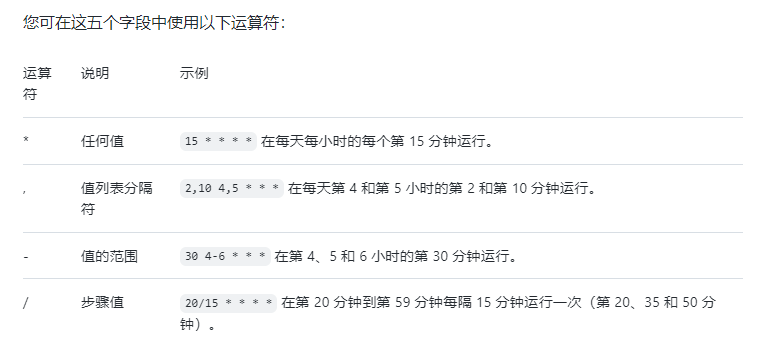 您可在这五个字段中使用以下运算符：
运算 说明 示例
符
* 任何值 15 * * * * 在每天每小时的每个第 15 分钟运行。
, 值列表分隔 2,10 4,5 * * * 在每天第 4 和第 5 小时的第 2 和第 10 分钟运行。
符
- 值的范围 30 4-6 * * * 在第 4、5 和 6 小时的第 30 分钟运行。
/ 步骤值 20/15 * * * * 在第 20 分钟到第 59 分钟每隔 15 分钟运行一次（第 20、35 和 50 分
钟）。